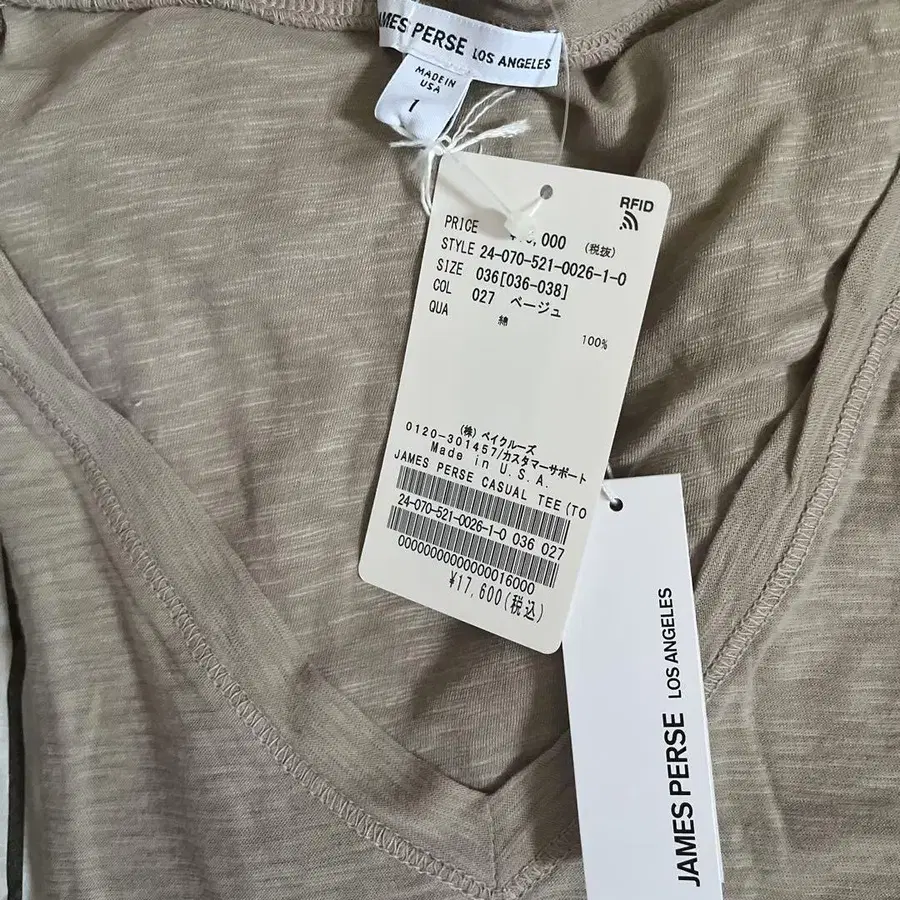 JAMES PERSE LOS ANGELES
MADE IN
USA
1
RFID
PRICE ,000 (税抜)
STYLE 24-070-521-0026-1-0
SIZE 036[036-038]
COL 027 ベージュ
QUA 綿
100%
(株) ベイクルーズ
0120-301457/カスタマーサポート
Made in U.S.A.
JAMES PERSE CASUAL TEE(TO
24-070-521-0026-1-0 036 027
0000000000000016000
¥17,600(税込)
JAMES PERSE LOS ANGELES